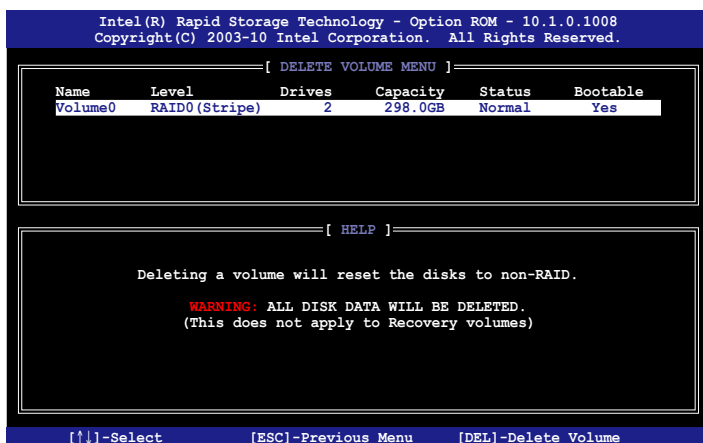 Intel(R) Rapid Storage Technology - Option ROM - 10.1.0.1008
Copyright(C) 2003-10 Intel Corporation. All Rights Reserved.
[ DELETE VOLUME MENU ]
Name Level Drives Capacity Status Bootable
Volume0 RAID0(Stripe) 2 298.0GB Normal Yes
[ HELP ]
Deleting a volume will reset the disks to non-RAID.
WARNING: ALL DISK DATA WILL BE DELETED.
(This does not apply to Recovery volumes)
[↑↓]-Select [ESC]-Previous Menu [DEL]-Delete Volume